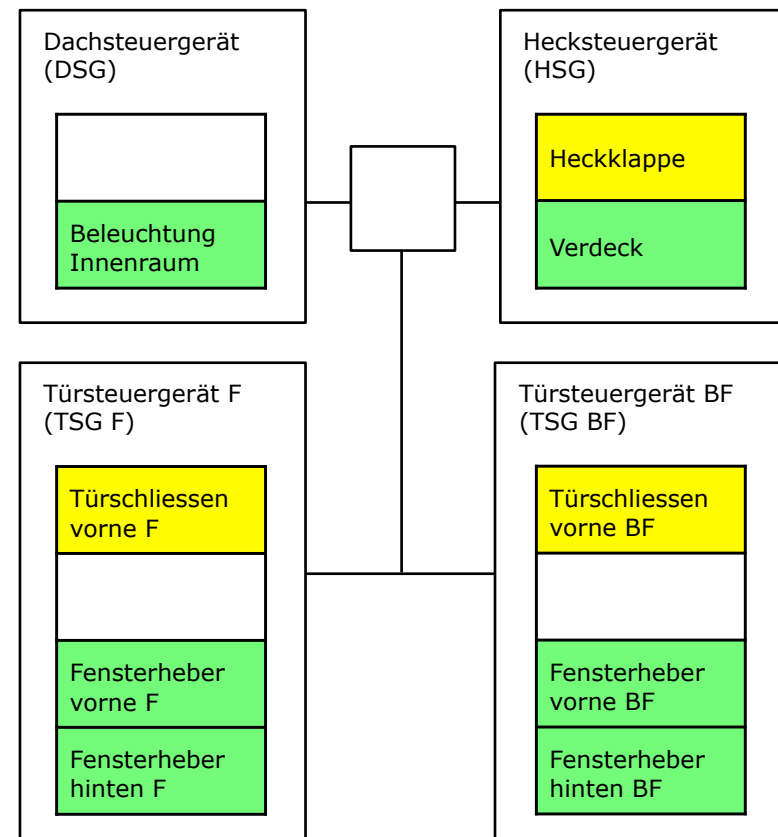 Dachsteuergerät
(DSG)
Beleuchtung
Innenraum
Hecksteuergerät
(HSG)
Heckklappe
Verdeck
Türsteuergerät F
(TSG F)
Türschliessen
vorne F
Fensterheber
vorne F
Fensterheber
hinten F
Türsteuergerät BF
(TSG BF)
Türschliessen
vorne BF
Fensterheber
vorne BF
Fensterheber
hinten BF